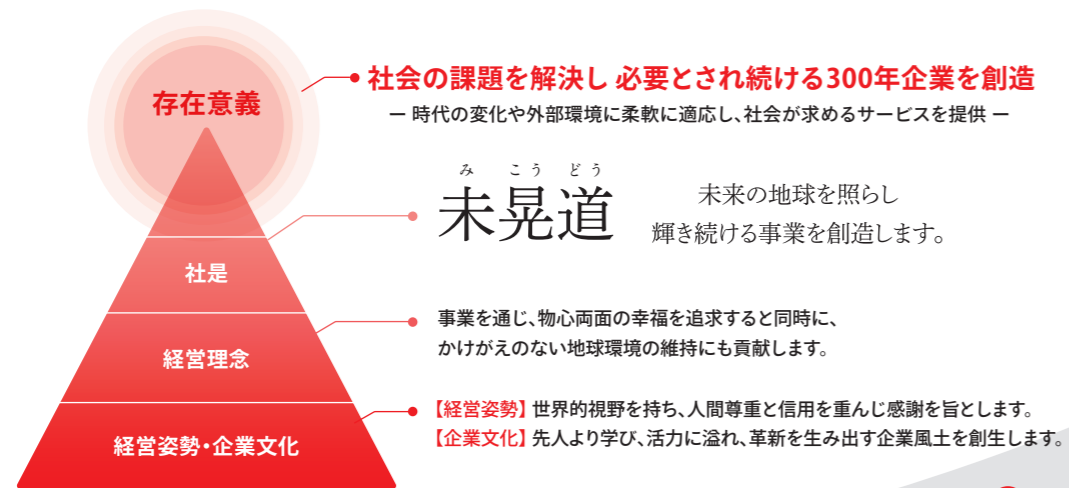 存在意義
社会の課題を解決し 必要とされ続ける300年企業を創造
ー 時代の変化や外部環境に柔軟に適応し、社会が求めるサービスを提供 ー
み こう どう
未晃道
未来の地球を照らし
輝き続ける事業を創造します。
社是
経営理念
事業を通じ、物心両面の幸福を追求すると同時に、
かけがえのない地球環境の維持にも貢献します。
経営姿勢・企業文化
【経営姿勢】世界的視野を持ち、人間尊重と信用を重んじ感謝を旨とします。
【企業文化】先人より学び、活力に溢れ、革新を生み出す企業風土を創生します。